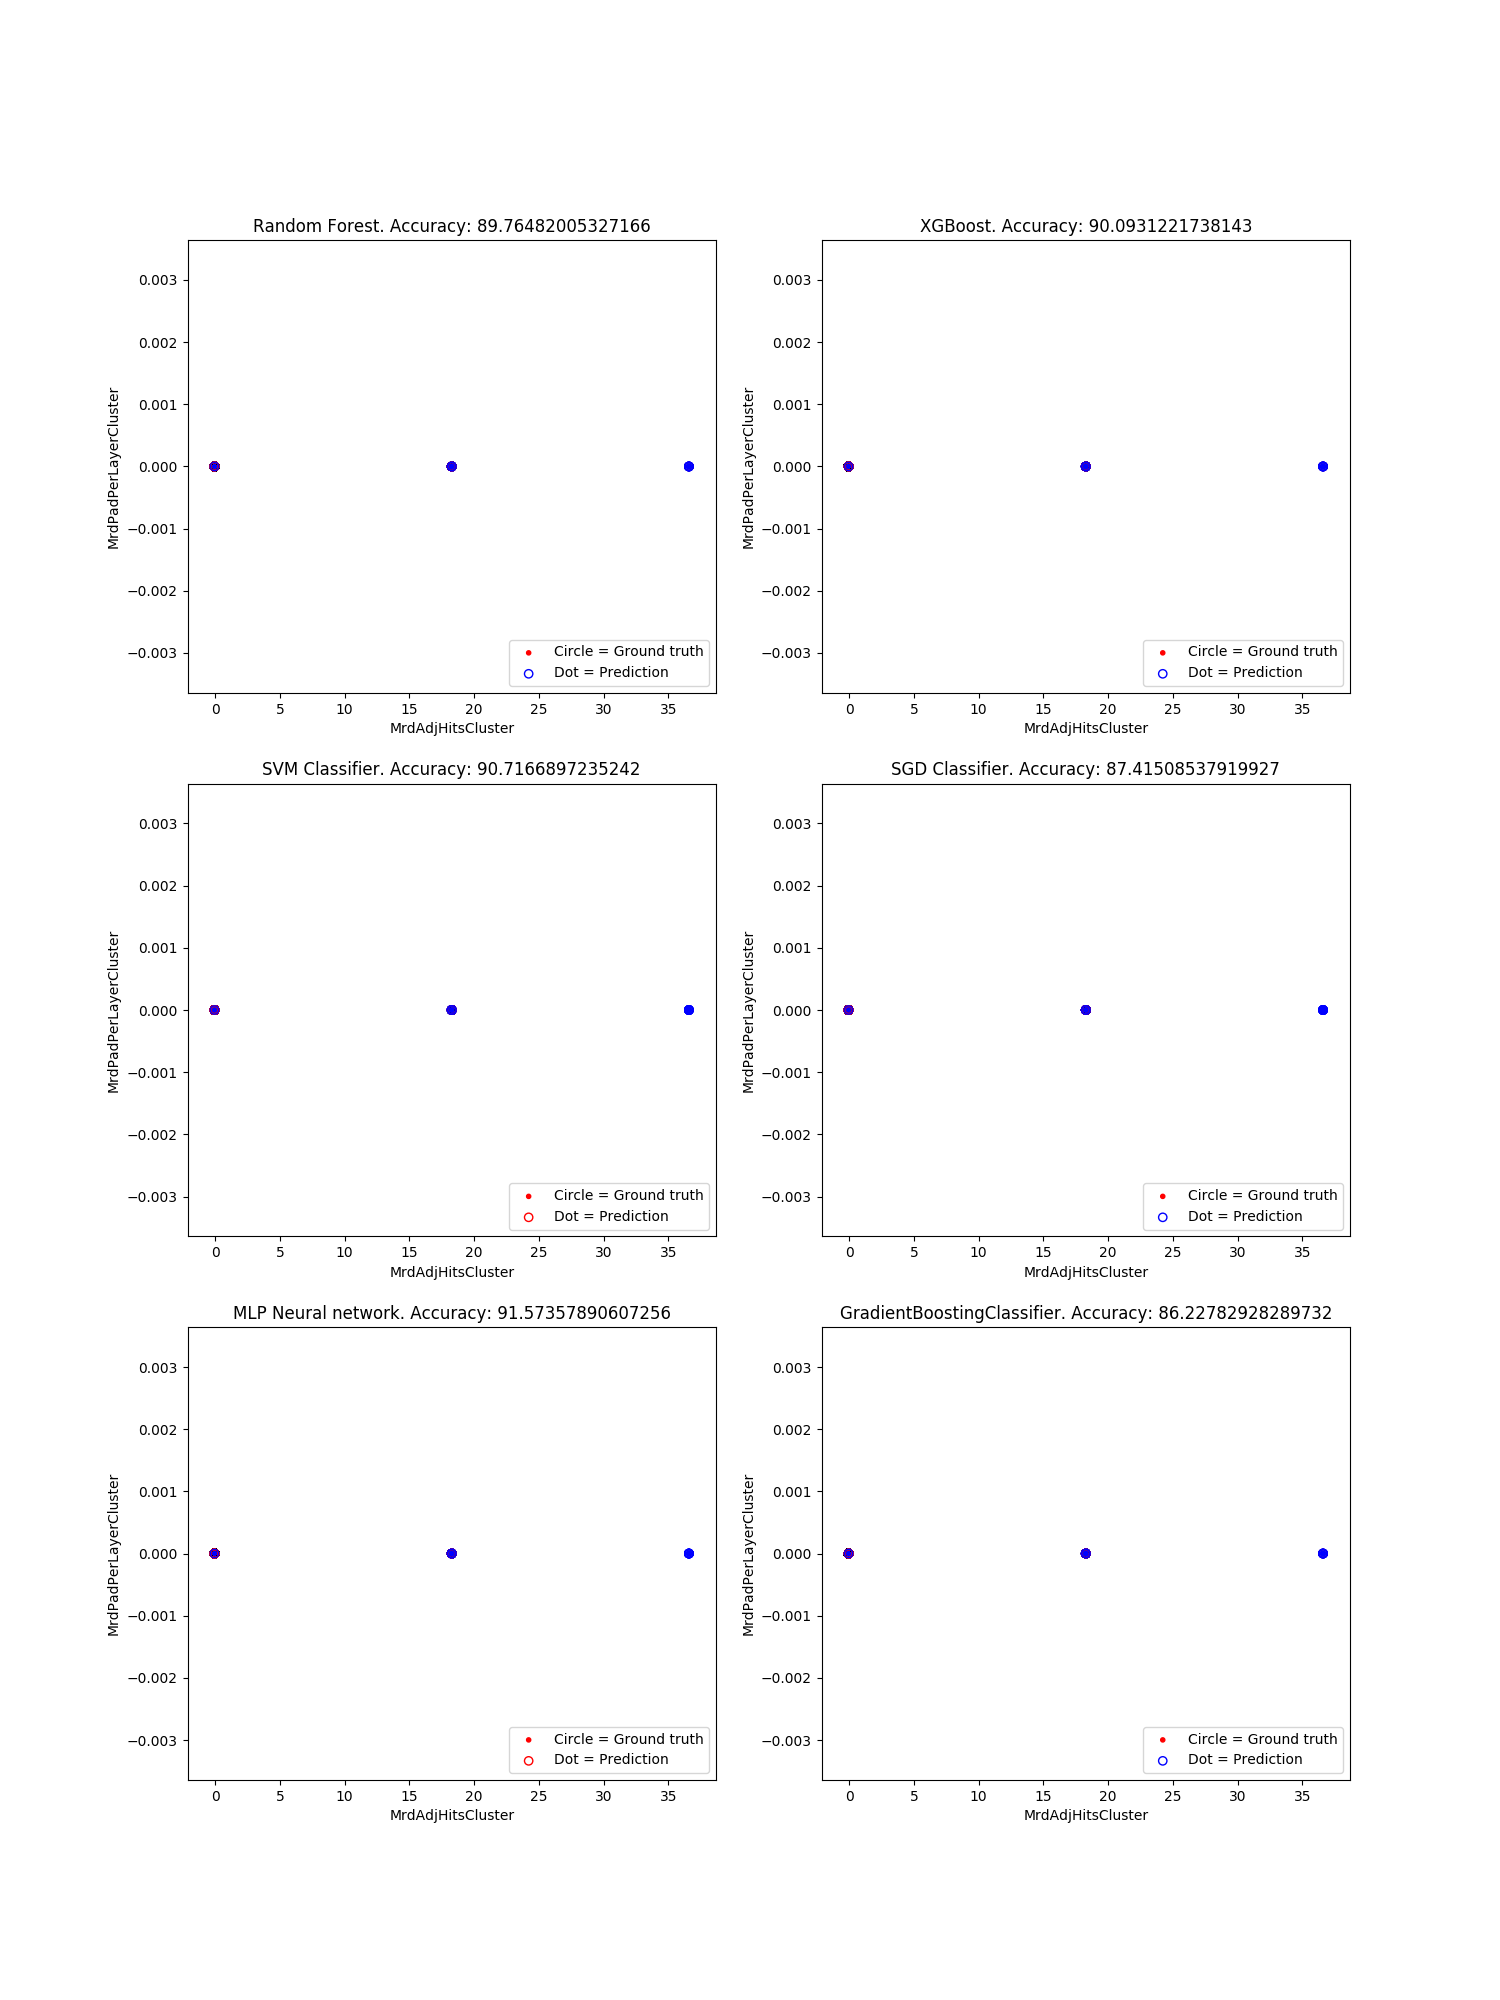 Random Forest. Accuracy: 89.76482005327166
0.003
0.002
0.001
0.000
−0.001
−0.002
−0.003
MrdPadPerLayerCluster
Circle = Ground truth
Dot = Prediction
0 5 10 15 20 25 30 35
MrdAdjHitsCluster
XGBoost. Accuracy: 90.0931221738143
0.003
0.002
0.001
0.000
−0.001
−0.002
−0.003
MrdPadPerLayerCluster
Circle = Ground truth
Dot = Prediction
0 5 10 15 20 25 30 35
MrdAdjHitsCluster
SVM Classifier. Accuracy: 90.7166897235242
0.003
0.002
0.001
0.000
−0.001
−0.002
−0.003
MrdPadPerLayerCluster
Circle = Ground truth
Dot = Prediction
0 5 10 15 20 25 30 35
MrdAdjHitsCluster
SGD Classifier. Accuracy: 87.41508537919927
0.003
0.002
0.001
0.000
−0.001
−0.002
−0.003
MrdPadPerLayerCluster
Circle = Ground truth
Dot = Prediction
0 5 10 15 20 25 30 35
MrdAdjHitsCluster
MLP Neural network. Accuracy: 91.57357890607256
0.003
0.002
0.001
0.000
−0.001
−0.002
−0.003
MrdPadPerLayerCluster
Circle = Ground truth
Dot = Prediction
0 5 10 15 20 25 30 35
MrdAdjHitsCluster
GradientBoostingClassifier. Accuracy: 86.22782928289732
0.003
0.002
0.001
0.000
−0.001
−0.002
−0.003
MrdPadPerLayerCluster
Circle = Ground truth
Dot = Prediction
0 5 10 15 20 25 30 35
MrdAdjHitsCluster